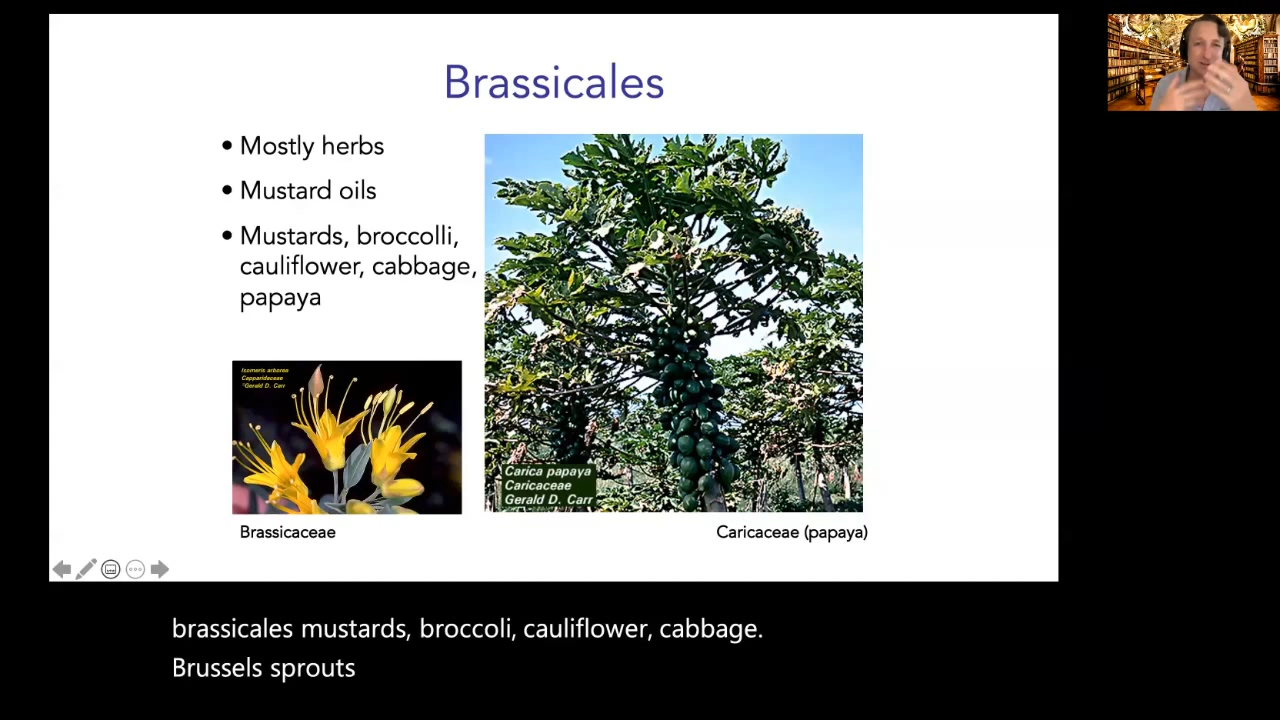 Brassicales
• Mostly herbs
• Mustard oils
• Mustards, broccolli,
cauliflower, cabbage,
papaya
Isomeris arborea
Capparidaceae
©Gerald D. Carr
Carica papaya
Caricaceae
Gerald D. Carr
Brassicaceae
Caricaceae (papaya)
brassicales mustards, broccoli, cauliflower, cabbage.
Brussels sprouts